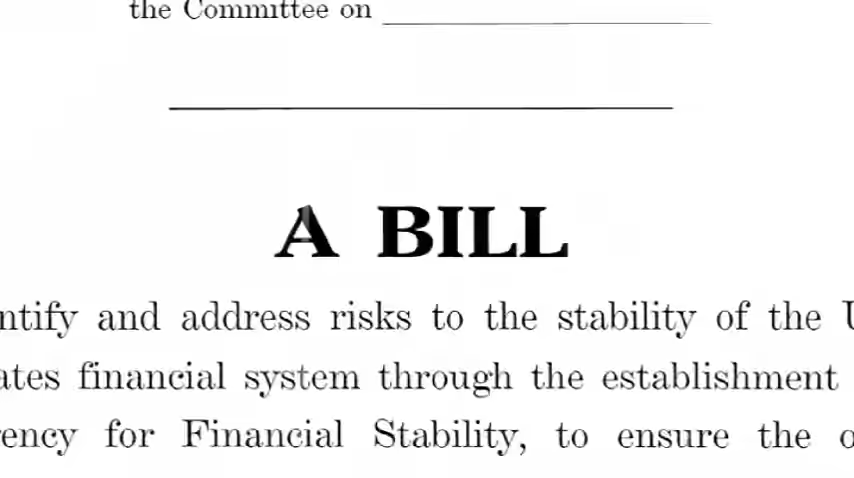 the Committee on
A BILL
ntify and address risks to the stability of the U
ates financial system through the establishment
ency for Financial Stability, to ensure the o